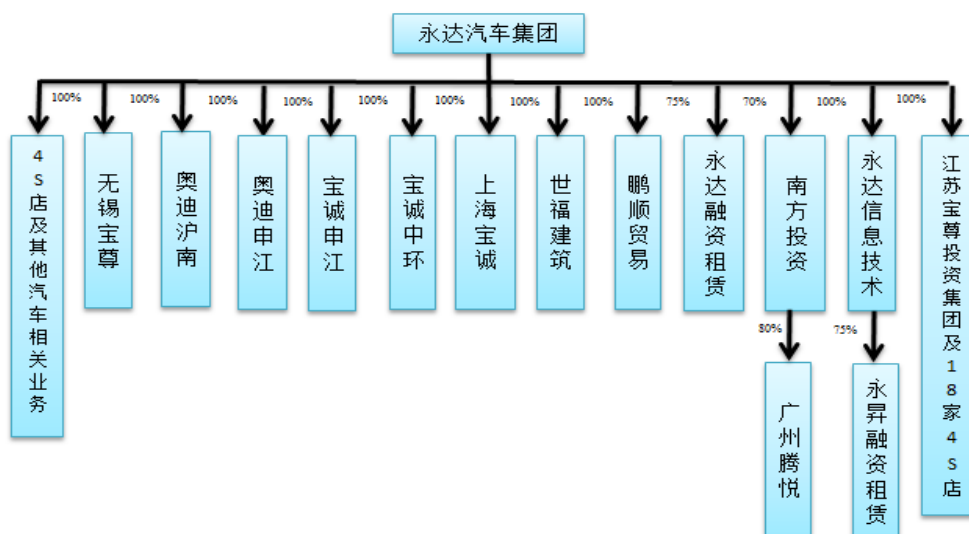 永达汽车集团
100%
100%
100%
100%
100%
100%
100%
100%
75%
70%
100%
100%
4S店及其他汽车相关业务
无锡宝尊
奥迪沪南
奥迪申江
宝诚申江
宝诚中环
上海宝诚
世福建筑
鹏顺贸易
永达融资租赁
南方投资
永达信息技术
江苏宝尊投资集团及18家4S店
80%
75%
广州腾悦
永昇融资租赁